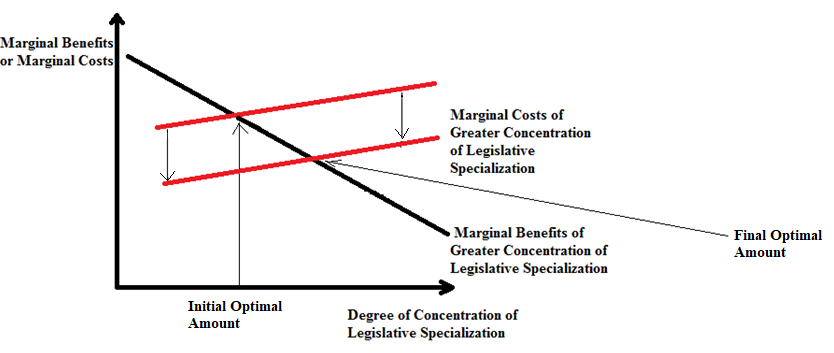 Marginal Benefits
or Marginal Costs
Marginal Costs of
Greater Concentration
of Legislative
Specialization
Marginal Benefits of
Greater Concentration of
Legislative Specialization
Final Optimal
Amount
Initial Optimal
Amount
Degree of Concentration of
Legislative Specialization